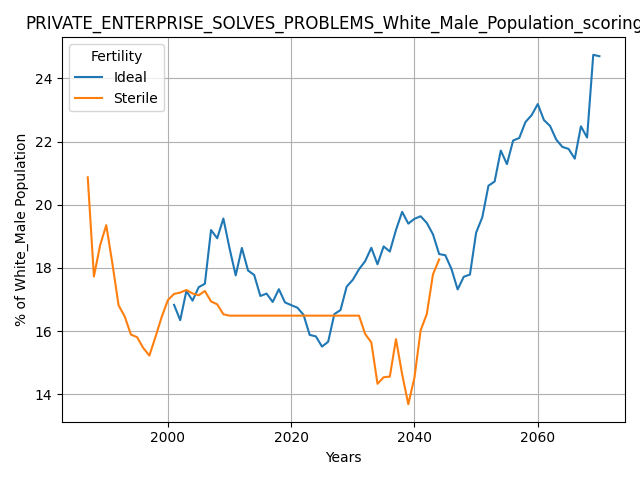 PRIVATE_ENTERPRISE_SOLVES_PROBLEMS_White_Male_Population_scoring
Fertility
Ideal
Sterile
% of White_Male Population
24
22
20
18
16
14
2000 2020 2040 2060
Years